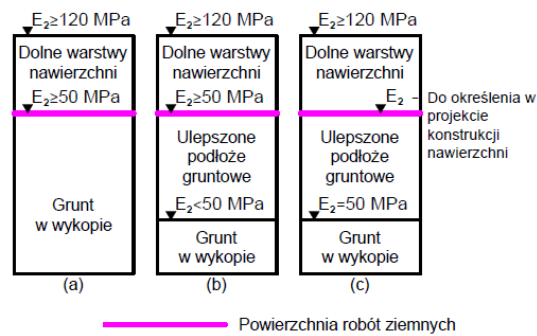 E₂≥120 MPa
Dolne warstwy
nawierzchni
E₂≥50 MPa
Grunt
w wykopie
(a)
E₂≥120 MPa
Dolne warstwy
nawierzchni
E₂≥50 MPa
Ulepszone
podłoże
gruntowe
E₂<50 MPa
Grunt
w wykopie
(b)
E₂≥120 MPa
Dolne warstwy
nawierzchni
E₂ – Do określenia w
projekcie
konstrukcji
nawierzchni
Ulepszone
podłoże
gruntowe
E₂=50 MPa
Grunt
w wykopie
(c)
Powierzchnia robót ziemnych